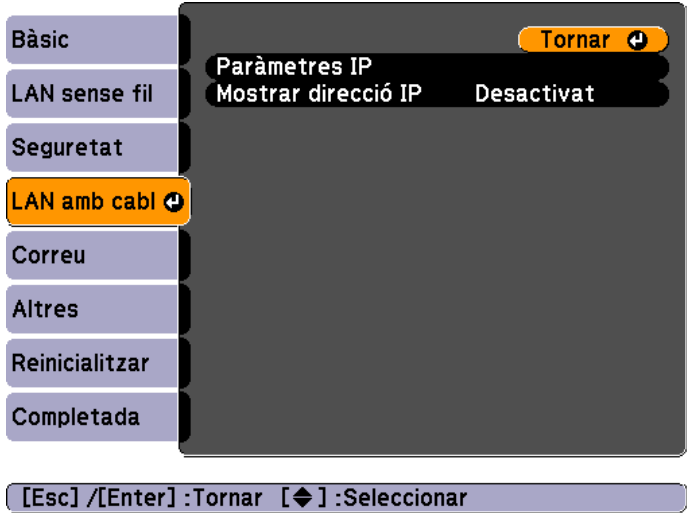 Bàsic
LAN sense fil
Seguretat
LAN amb cabl
Correu
Altres
Reinicialitzar
Completada
Tornar
Paràmetres IP
Mostrar direcció IP Desactivat
[Esc] /[Enter] :Tornar [◆] :Seleccionar